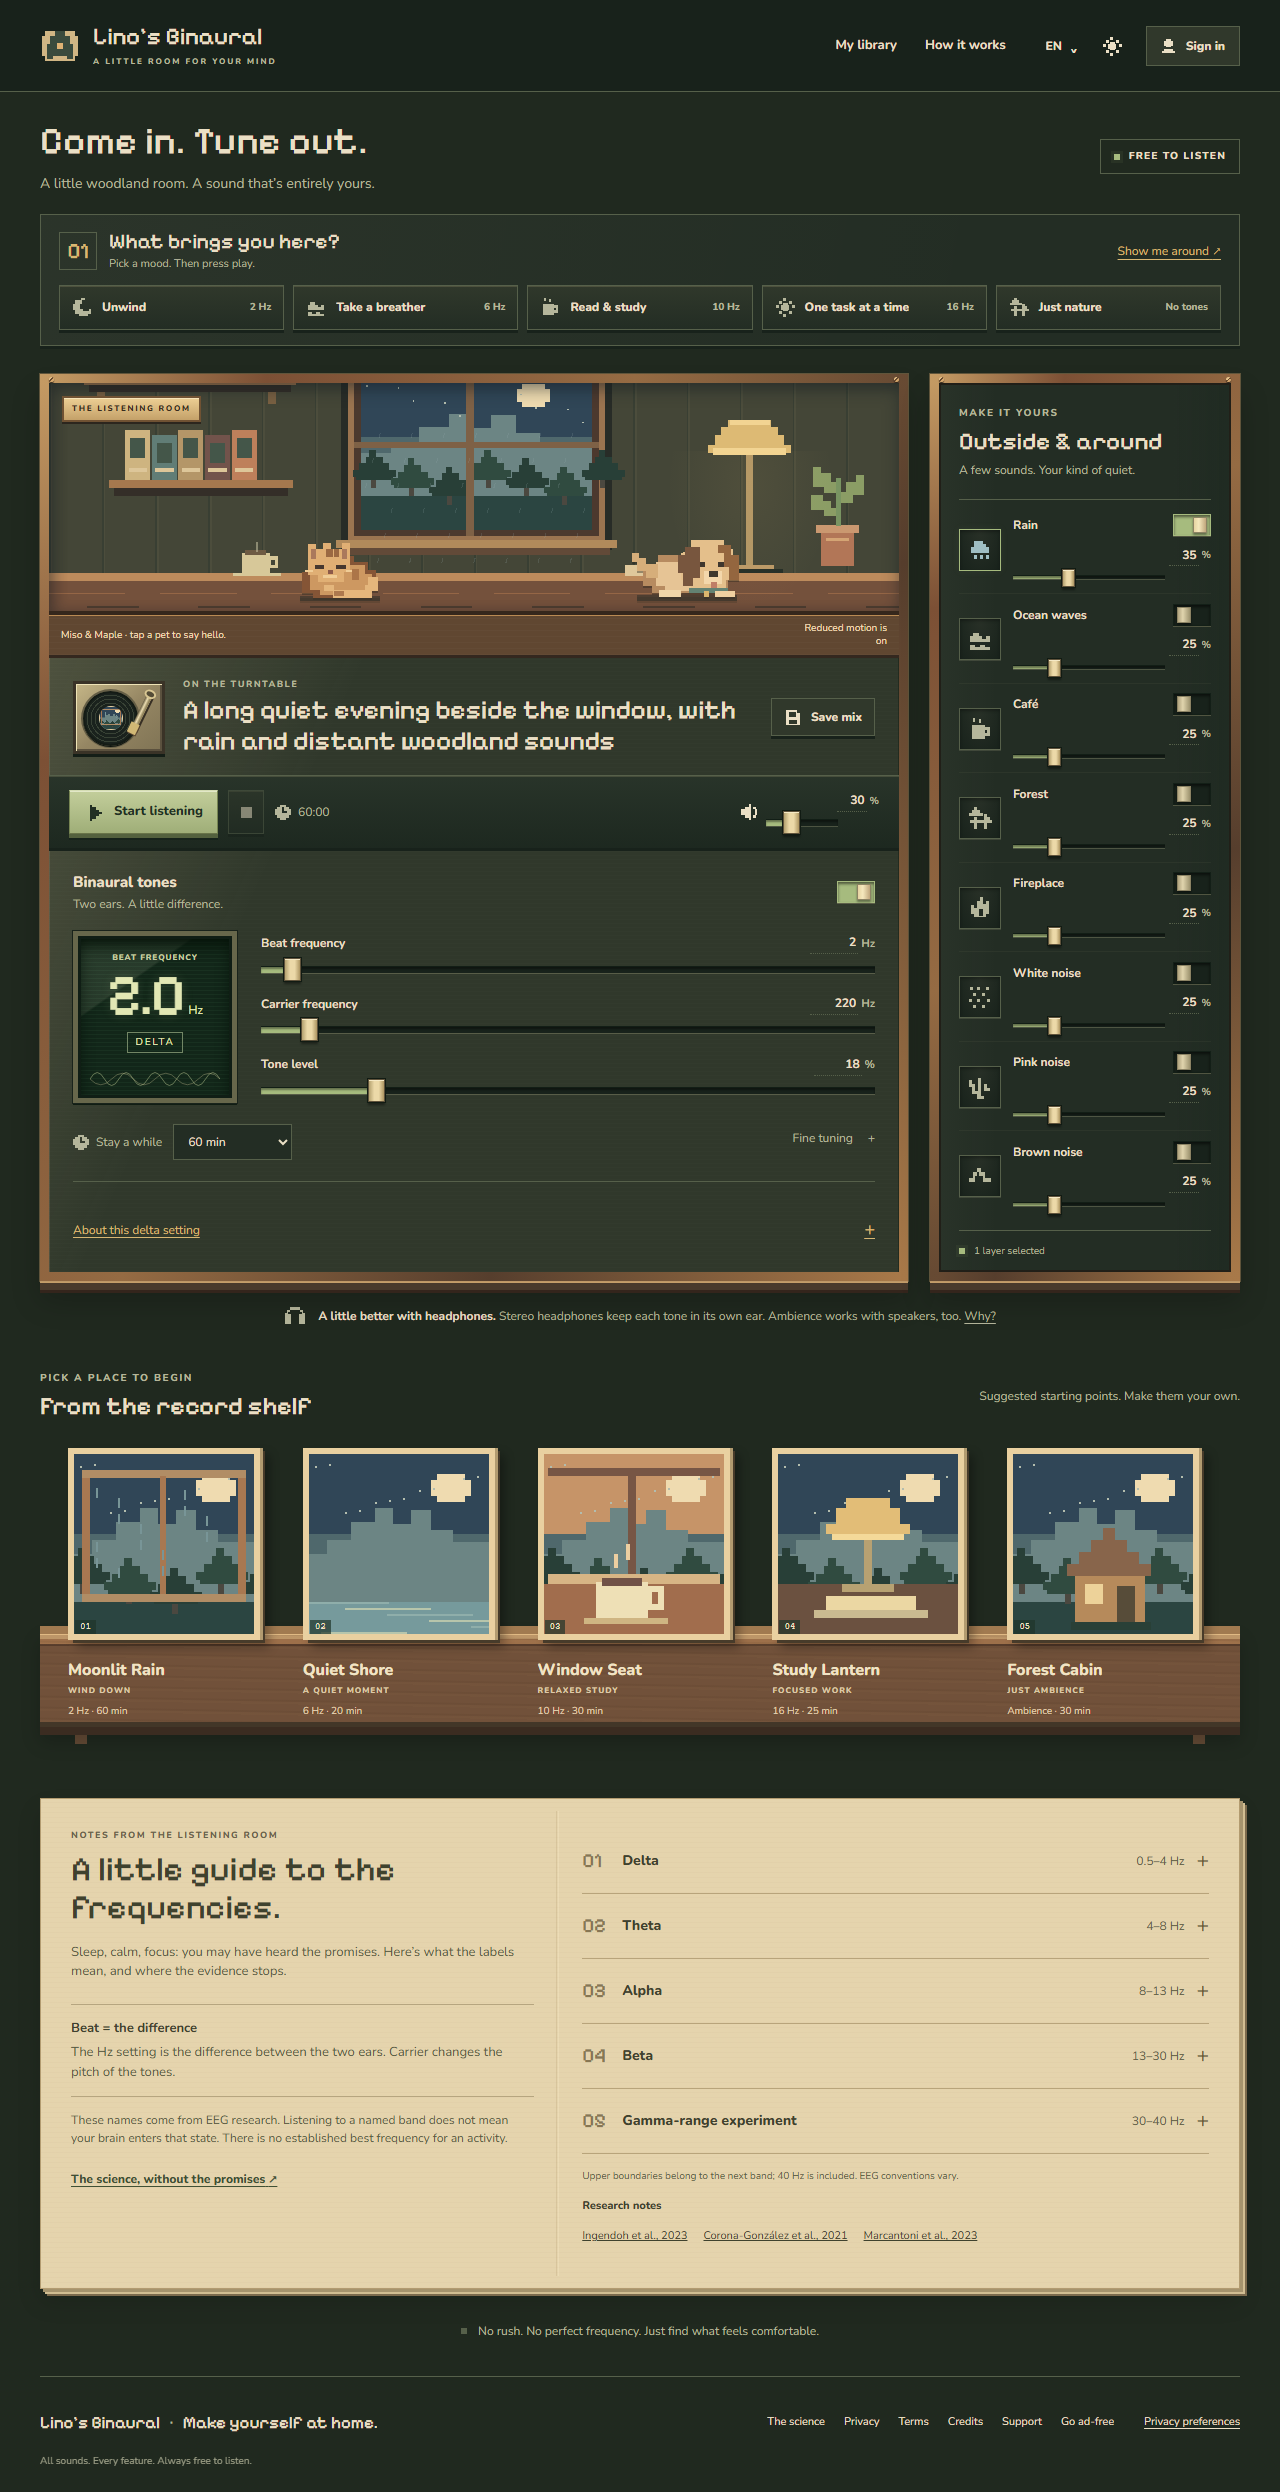 Lino's Binaural
A LITTLE ROOM FOR YOUR MIND
My library
How it works
EN
Sign in
Come in. Tune out.
A little woodland room. A sound that's entirely yours.
FREE TO LISTEN
01
What brings you here?
Pick a mood. Then press play.
Show me around ↗
Unwind 2 Hz
Take a breather 6 Hz
Read & study 10 Hz
One task at a time 16 Hz
Just nature No tones
THE LISTENING ROOM
Miso & Maple · tap a pet to say hello.
Reduced motion is
on
ON THE TURNTABLE
A long quiet evening beside the window, with
rain and distant woodland sounds
Save mix
Start listening
60:00
30 %
Binaural tones
Two ears. A little difference.
BEAT FREQUENCY
2.0 Hz
DELTA
Beat frequency 2 Hz
Carrier frequency 220 Hz
Tone level 18 %
Stay a while 60 min
Fine tuning +
About this delta setting +
MAKE IT YOURS
Outside & around
A few sounds. Your kind of quiet.
Rain
35 %
Ocean waves
25 %
Café
25 %
Forest
25 %
Fireplace
25 %
White noise
25 %
Pink noise
25 %
Brown noise
25 %
1 layer selected
A little better with headphones. Stereo headphones keep each tone in its own ear. Ambience works with speakers, too. Why?
PICK A PLACE TO BEGIN
From the record shelf
Suggested starting points. Make them your own.
01
Moonlit Rain
WIND DOWN
2 Hz · 60 min
02
Quiet Shore
A QUIET MOMENT
6 Hz · 20 min
03
Window Seat
RELAXED STUDY
10 Hz · 30 min
04
Study Lantern
FOCUSED WORK
16 Hz · 25 min
05
Forest Cabin
JUST AMBIENCE
Ambience · 30 min
NOTES FROM THE LISTENING ROOM
A little guide to the
frequencies.
Sleep, calm, focus: you may have heard the promises. Here's what the labels
mean, and where the evidence stops.
Beat = the difference
The Hz setting is the difference between the two ears. Carrier changes the
pitch of the tones.
These names come from EEG research. Listening to a named band does not mean
your brain enters that state. There is no established best frequency for an activity.
The science, without the promises ↗
01 Delta 0.5–4 Hz +
02 Theta 4–8 Hz +
03 Alpha 8–13 Hz +
04 Beta 13–30 Hz +
05 Gamma-range experiment 30–40 Hz +
Upper boundaries belong to the next band; 40 Hz is included. EEG conventions vary.
Research notes
Ingendoh et al., 2023 Corona-González et al., 2021 Marcantoni et al., 2023
No rush. No perfect frequency. Just find what feels comfortable.
Lino's Binaural · Make yourself at home.
The science Privacy Terms Credits Support Go ad-free Privacy preferences
All sounds. Every feature. Always free to listen.